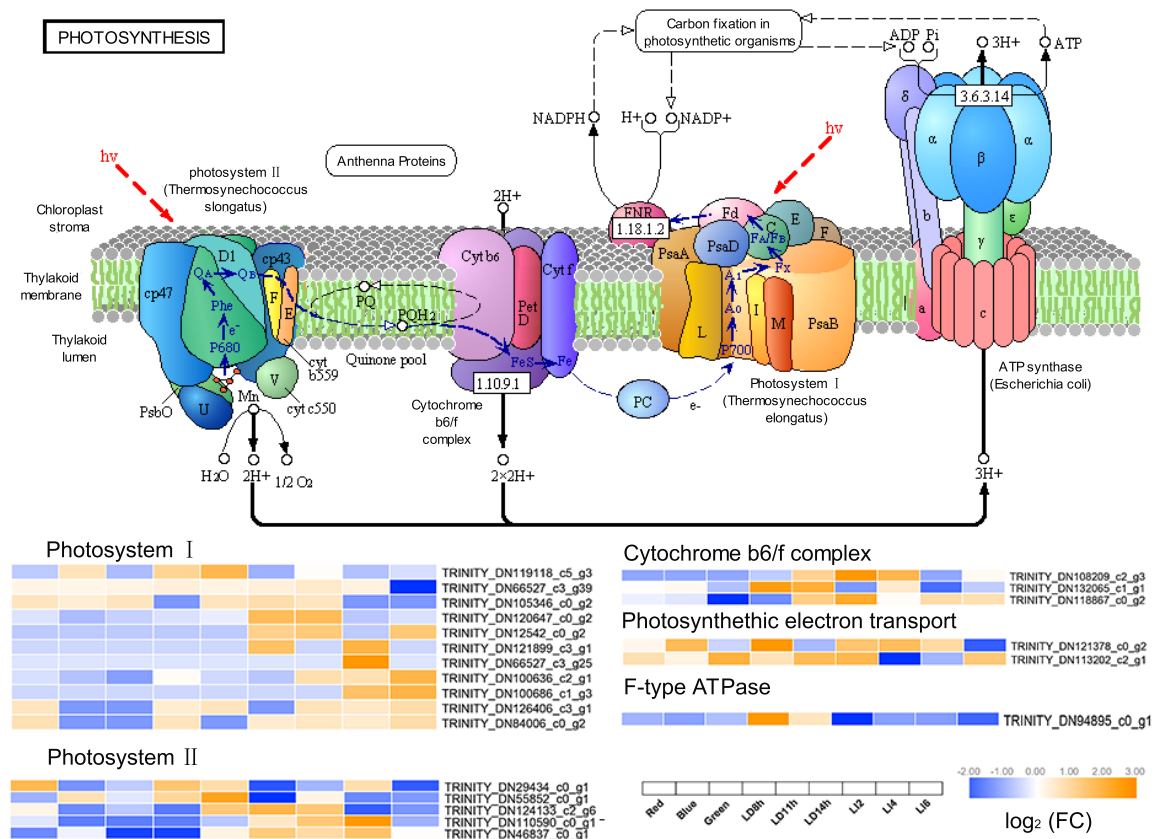 PHOTOSYNTHESIS
Carbon fixation in
photosynthetic organisms
ADP Pi
3H+
ATP
3.6.3.14
δ
α
β
α
b
ε
γ
a
c
NADPH
H+
NADP+
hν
hν
photosystem Ⅱ
(Thermosynechococcus
slongatus)
Anthenna Proteins
Chloroplast
stroma
Thylakoid
membrane
Thylakoid
lumen
2H+
FNR
1.18.1.2
Fd
E
C
F
FA/FB
PsaD
PsaA
Fx
A1
A0
P700
L
I
M
PsaB
D1
cp43
QA
QB
cp47
Phe
e-
P680
F
E
cyt
b559
V
cyt c550
PsbO
U
Mn
PQ
PQH2
Quinone pool
Cyt b6
Cyt f
Pet
D
FeS
Fe
1.10.9.1
Cytochrome
b6/f
complex
PC
e-
Photosystem Ⅰ
(Thermosynechococcus
elongatus)
ATP synthase
(Escherichia coli)
H2O
2H+
1/2 O2
2×2H+
3H+
Photosystem Ⅰ
TRINITY_DN119118_c5_g3
TRINITY_DN66527_c3_g39
TRINITY_DN105346_c0_g2
TRINITY_DN120647_c0_g2
TRINITY_DN12542_c0_g2
TRINITY_DN121899_c3_g1
TRINITY_DN66527_c3_g25
TRINITY_DN100636_c2_g1
TRINITY_DN100686_c1_g3
TRINITY_DN126406_c3_g1
TRINITY_DN84006_c0_g2
Photosystem Ⅱ
TRINITY_DN29434_c0_g1
TRINITY_DN55852_c0_g1
TRINITY_DN124133_c2_g6
TRINITY_DN110590_c0_g1
TRINITY_DN46837_c0_g1
Cytochrome b6/f complex
TRINITY_DN108209_c2_g3
TRINITY_DN132065_c1_g1
TRINITY_DN118867_c0_g2
Photosynthethic electron transport
TRINITY_DN121378_c0_g2
TRINITY_DN113202_c2_g1
F-type ATPase
TRINITY_DN94895_c0_g1
Red Blue Green LD8h LD11h LD14h Li2 Li4 Li6
-2.00 -1.00 0.00 1.00 2.00 3.00
log2 (FC)